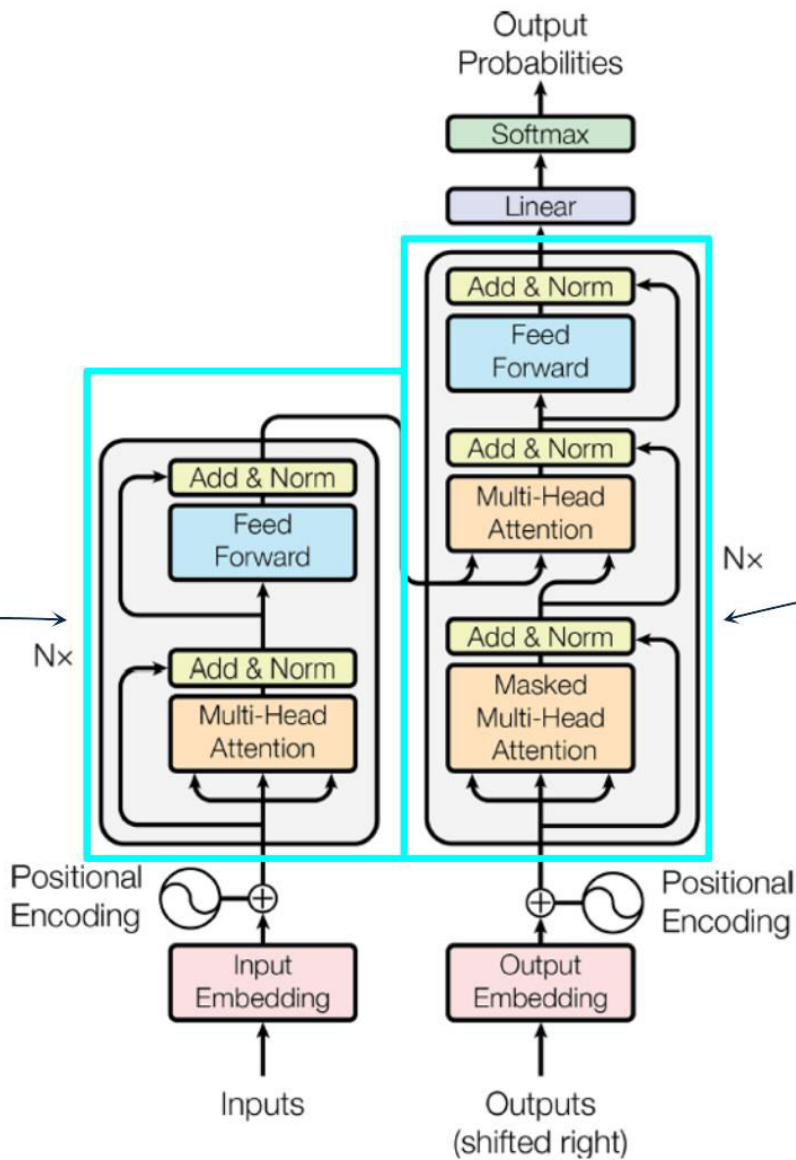 Output
Probabilities
Softmax
Linear
Add & Norm
Feed
Forward
Add & Norm
Multi-Head
Attention
Nx
Add & Norm
Masked
Multi-Head
Attention
Add & Norm
Feed
Forward
Nx
Add & Norm
Multi-Head
Attention
Positional
Encoding
Positional
Encoding
Input
Embedding
Output
Embedding
Inputs
Outputs
(shifted right)